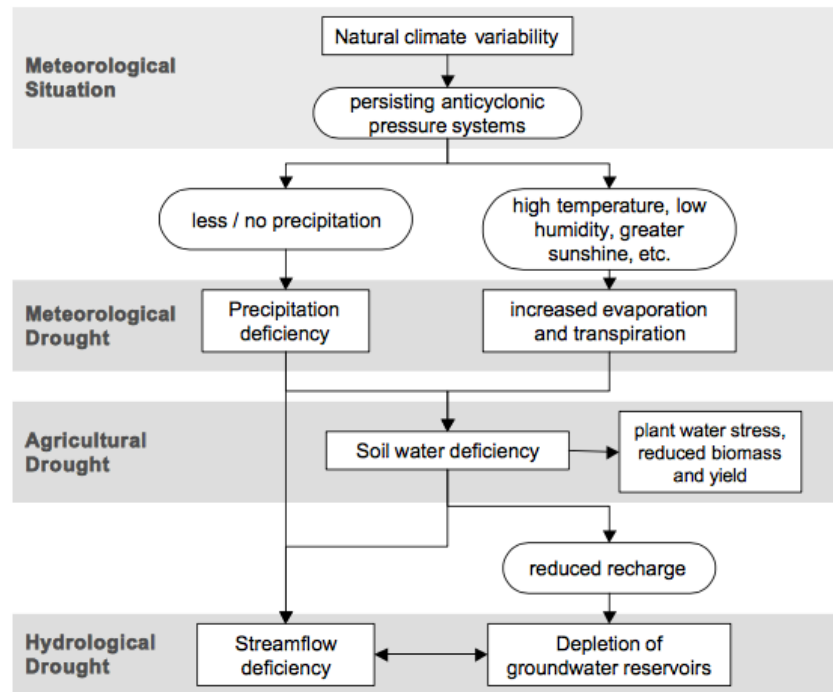 Natural climate variability
Meteorological
Situation
persisting anticyclonic
pressure systems
less / no precipitation
high temperature, low
humidity, greater
sunshine, etc.
Meteorological
Drought
Precipitation
deficiency
increased evaporation
and transpiration
Agricultural
Drought
Soil water deficiency
plant water stress,
reduced biomass
and yield
reduced recharge
Hydrological
Drought
Streamflow
deficiency
Depletion of
groundwater reservoirs